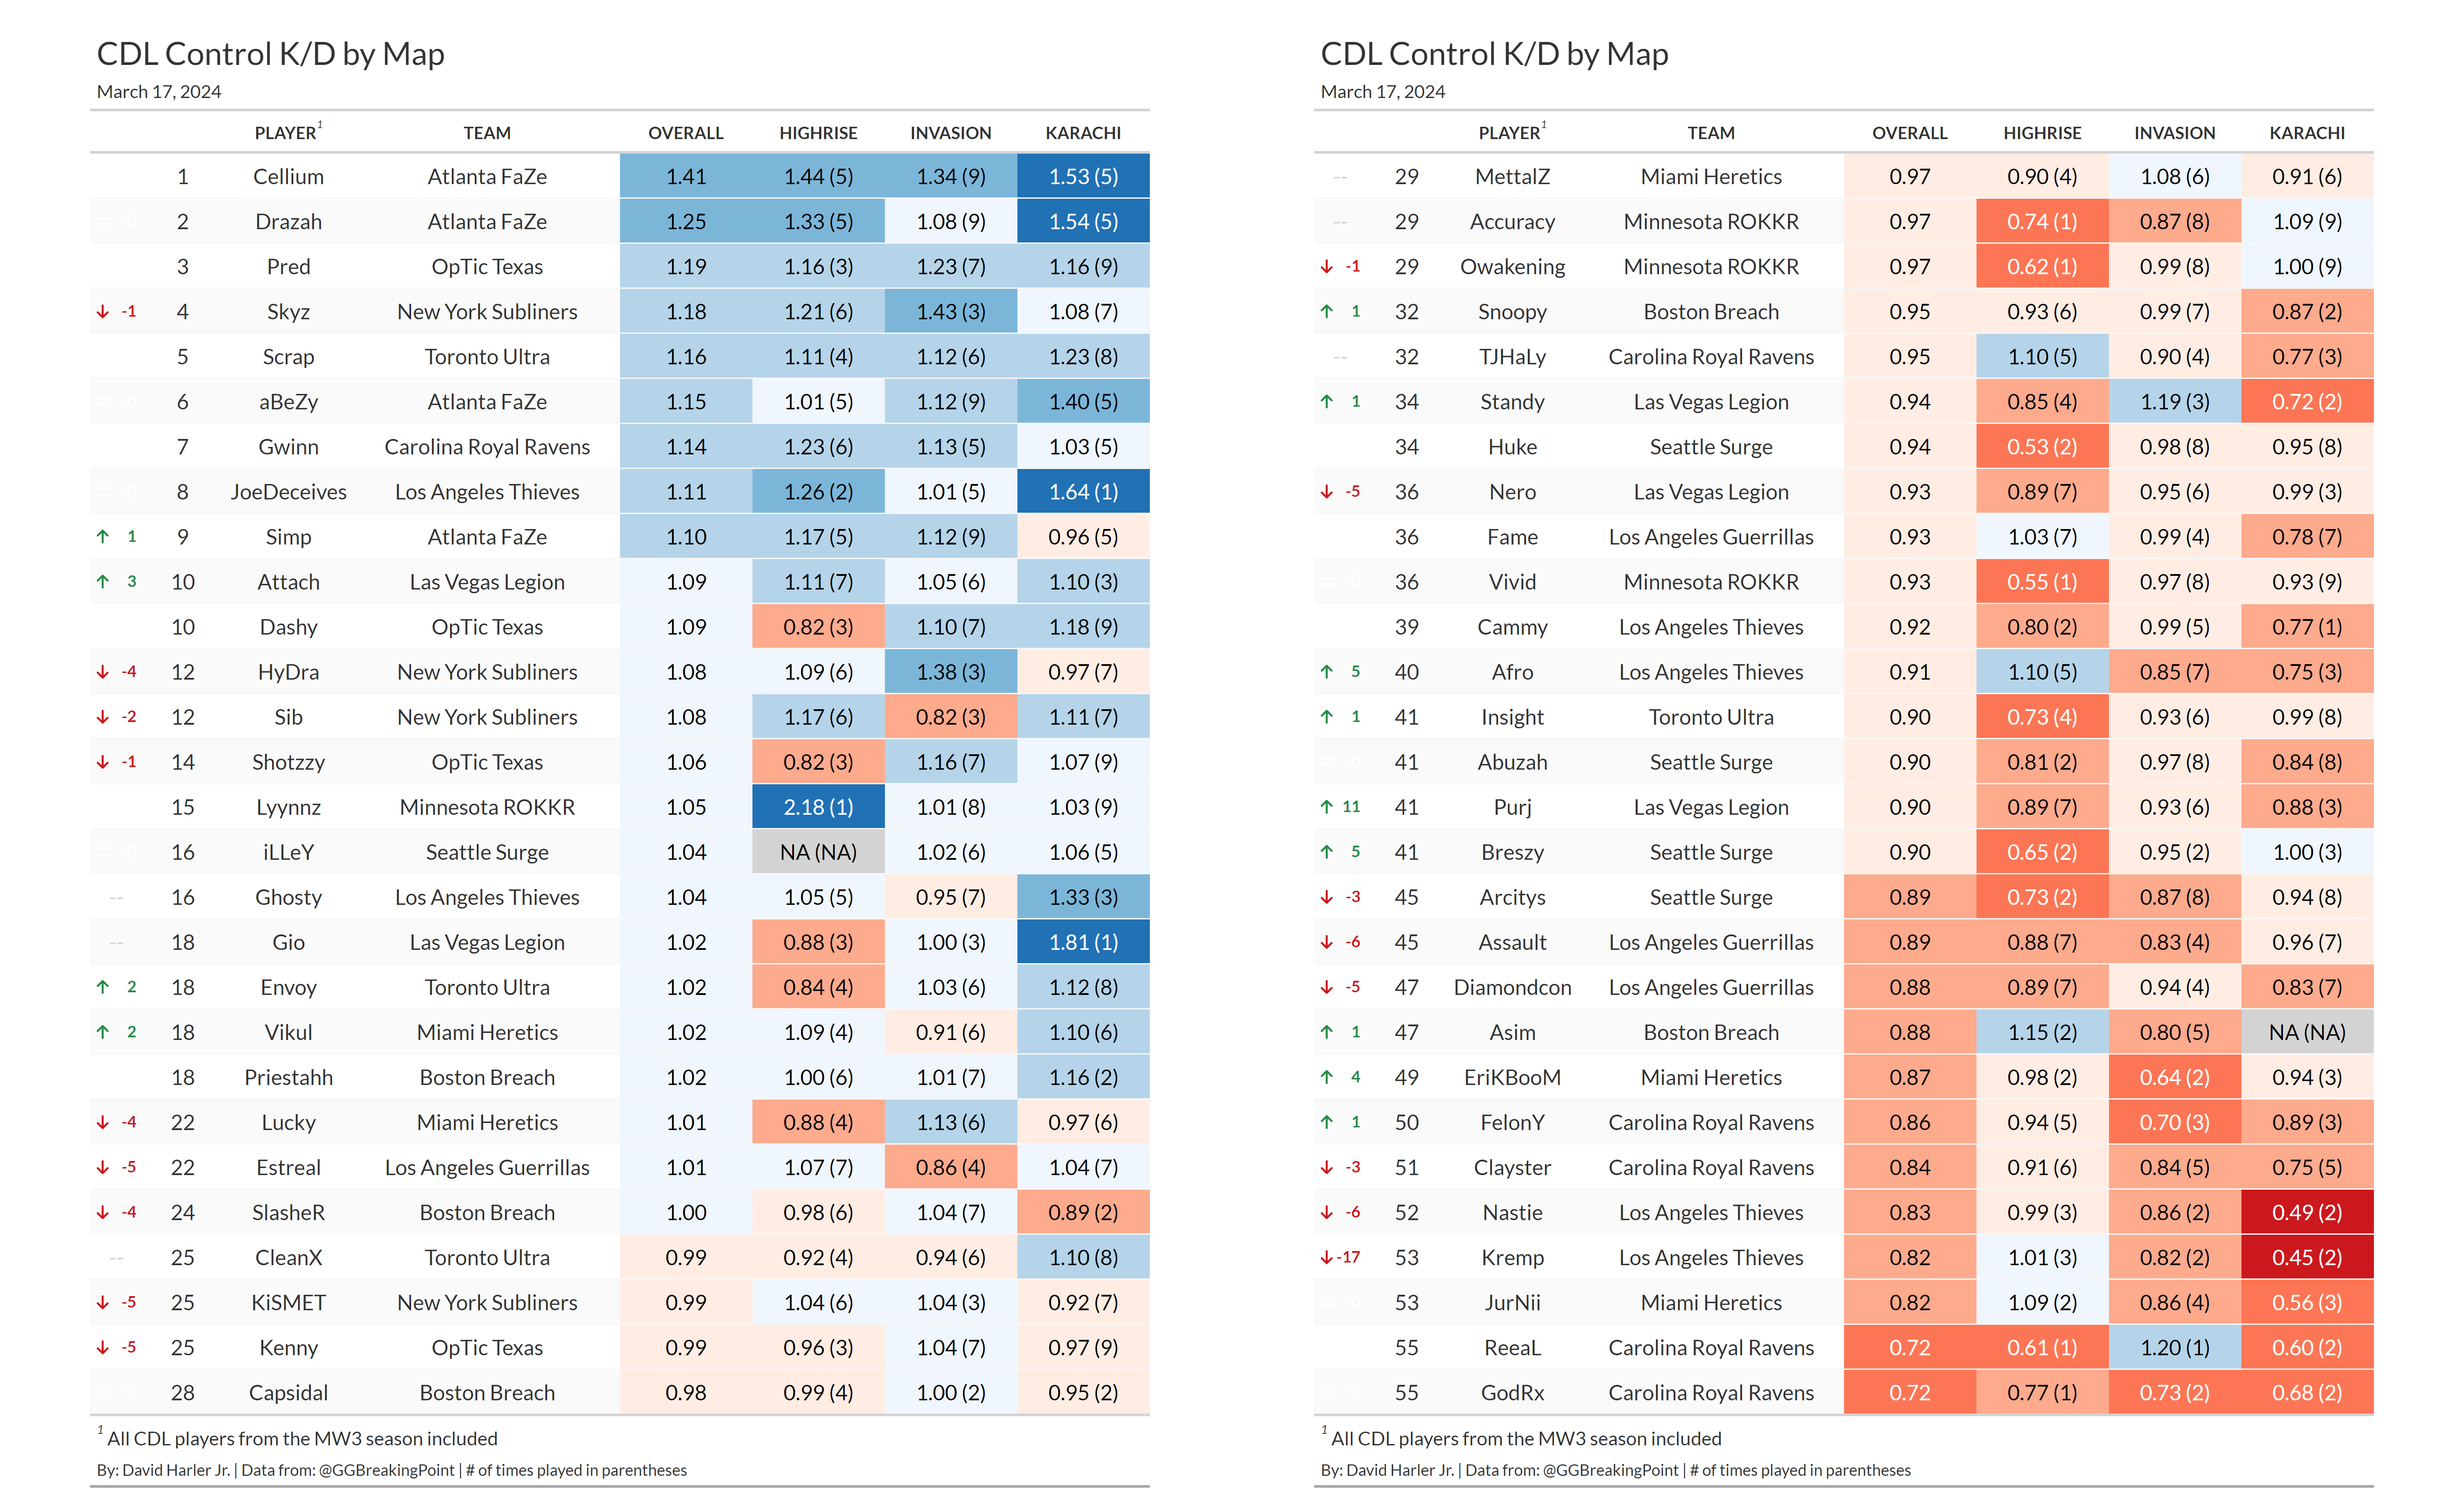 CDL Control K/D by Map
March 17, 2024
PLAYER1 TEAM OVERALL HIGHRISE INVASION KARACHI
1 Cellium Atlanta FaZe 1.41 1.44 (5) 1.34 (9) 1.53 (5)
= 0 2 Drazah Atlanta FaZe 1.25 1.33 (5) 1.08 (9) 1.54 (5)
3 Pred OpTic Texas 1.19 1.16 (3) 1.23 (7) 1.16 (9)
↓ -1 4 Skyz New York Subliners 1.18 1.21 (6) 1.43 (3) 1.08 (7)
5 Scrap Toronto Ultra 1.16 1.11 (4) 1.12 (6) 1.23 (8)
= 0 6 aBeZy Atlanta FaZe 1.15 1.01 (5) 1.12 (9) 1.40 (5)
7 Gwinn Carolina Royal Ravens 1.14 1.23 (6) 1.13 (5) 1.03 (5)
= 0 8 JoeDeceives Los Angeles Thieves 1.11 1.26 (2) 1.01 (5) 1.64 (1)
↑ 1 9 Simp Atlanta FaZe 1.10 1.17 (5) 1.12 (9) 0.96 (5)
↑ 3 10 Attach Las Vegas Legion 1.09 1.11 (7) 1.05 (6) 1.10 (3)
10 Dashy OpTic Texas 1.09 0.82 (3) 1.10 (7) 1.18 (9)
↓ -4 12 HyDra New York Subliners 1.08 1.09 (6) 1.38 (3) 0.97 (7)
↓ -2 12 Sib New York Subliners 1.08 1.17 (6) 0.82 (3) 1.11 (7)
↓ -1 14 Shotzzy OpTic Texas 1.06 0.82 (3) 1.16 (7) 1.07 (9)
15 Lyynnz Minnesota ROKKR 1.05 2.18 (1) 1.01 (8) 1.03 (9)
= 0 16 iLLeY Seattle Surge 1.04 NA (NA) 1.02 (6) 1.06 (5)
-- 16 Ghosty Los Angeles Thieves 1.04 1.05 (5) 0.95 (7) 1.33 (3)
-- 18 Gio Las Vegas Legion 1.02 0.88 (3) 1.00 (3) 1.81 (1)
↑ 2 18 Envoy Toronto Ultra 1.02 0.84 (4) 1.03 (6) 1.12 (8)
↑ 2 18 Vikul Miami Heretics 1.02 1.09 (4) 0.91 (6) 1.10 (6)
18 Priestahh Boston Breach 1.02 1.00 (6) 1.01 (7) 1.16 (2)
↓ -4 22 Lucky Miami Heretics 1.01 0.88 (4) 1.13 (6) 0.97 (6)
↓ -5 22 Estreal Los Angeles Guerrillas 1.01 1.07 (7) 0.86 (4) 1.04 (7)
↓ -4 24 SlasheR Boston Breach 1.00 0.98 (6) 1.04 (7) 0.89 (2)
-- 25 CleanX Toronto Ultra 0.99 0.92 (4) 0.94 (6) 1.10 (8)
↓ -5 25 KiSMET New York Subliners 0.99 1.04 (6) 1.04 (3) 0.92 (7)
↓ -5 25 Kenny OpTic Texas 0.99 0.96 (3) 1.04 (7) 0.97 (9)
= 0 28 Capsidal Boston Breach 0.98 0.99 (4) 1.00 (2) 0.95 (2)
1 All CDL players from the MW3 season included
By: David Harler Jr. | Data from: @GGBreakingPoint | # of times played in parentheses
CDL Control K/D by Map
March 17, 2024
PLAYER1 TEAM OVERALL HIGHRISE INVASION KARACHI
-- 29 MettalZ Miami Heretics 0.97 0.90 (4) 1.08 (6) 0.91 (6)
-- 29 Accuracy Minnesota ROKKR 0.97 0.74 (1) 0.87 (8) 1.09 (9)
↓ -1 29 Owakening Minnesota ROKKR 0.97 0.62 (1) 0.99 (8) 1.00 (9)
↑ 1 32 Snoopy Boston Breach 0.95 0.93 (6) 0.99 (7) 0.87 (2)
-- 32 TJHaLy Carolina Royal Ravens 0.95 1.10 (5) 0.90 (4) 0.77 (3)
↑ 1 34 Standy Las Vegas Legion 0.94 0.85 (4) 1.19 (3) 0.72 (2)
34 Huke Seattle Surge 0.94 0.53 (2) 0.98 (8) 0.95 (8)
↓ -5 36 Nero Las Vegas Legion 0.93 0.89 (7) 0.95 (6) 0.99 (3)
36 Fame Los Angeles Guerrillas 0.93 1.03 (7) 0.99 (4) 0.78 (7)
= 0 36 Vivid Minnesota ROKKR 0.93 0.55 (1) 0.97 (8) 0.93 (9)
39 Cammy Los Angeles Thieves 0.92 0.80 (2) 0.99 (5) 0.77 (1)
↑ 5 40 Afro Los Angeles Thieves 0.91 1.10 (5) 0.85 (7) 0.75 (3)
↑ 1 41 Insight Toronto Ultra 0.90 0.73 (4) 0.93 (6) 0.99 (8)
= 0 41 Abuzah Seattle Surge 0.90 0.81 (2) 0.97 (8) 0.84 (8)
↑ 11 41 Purj Las Vegas Legion 0.90 0.89 (7) 0.93 (6) 0.88 (3)
↑ 5 41 Breszy Seattle Surge 0.90 0.65 (2) 0.95 (2) 1.00 (3)
↓ -3 45 Arcitys Seattle Surge 0.89 0.73 (2) 0.87 (8) 0.94 (8)
↓ -6 45 Assault Los Angeles Guerrillas 0.89 0.88 (7) 0.83 (4) 0.96 (7)
↓ -5 47 Diamondcon Los Angeles Guerrillas 0.88 0.89 (7) 0.94 (4) 0.83 (7)
↑ 1 47 Asim Boston Breach 0.88 1.15 (2) 0.80 (5) NA (NA)
↑ 4 49 EriKBooM Miami Heretics 0.87 0.98 (2) 0.64 (2) 0.94 (3)
↑ 1 50 FelonY Carolina Royal Ravens 0.86 0.94 (5) 0.70 (3) 0.89 (3)
↓ -3 51 Clayster Carolina Royal Ravens 0.84 0.91 (6) 0.84 (5) 0.75 (5)
↓ -6 52 Nastie Los Angeles Thieves 0.83 0.99 (3) 0.86 (2) 0.49 (2)
↓ -17 53 Kremp Los Angeles Thieves 0.82 1.01 (3) 0.82 (2) 0.45 (2)
= 0 53 JurNii Miami Heretics 0.82 1.09 (2) 0.86 (4) 0.56 (3)
55 ReeaL Carolina Royal Ravens 0.72 0.61 (1) 1.20 (1) 0.60 (2)
= 0 55 GodRx Carolina Royal Ravens 0.72 0.77 (1) 0.73 (2) 0.68 (2)
1 All CDL players from the MW3 season included
By: David Harler Jr. | Data from: @GGBreakingPoint | # of times played in parentheses